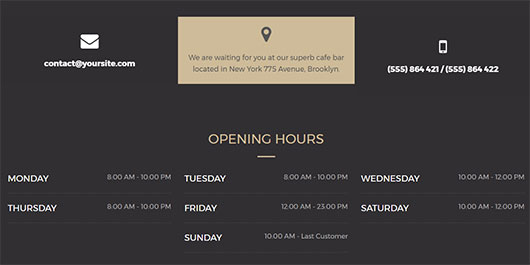 contact@yoursite.com
We are waiting for you at our superb cafe bar
located in New York 775 Avenue, Brooklyn.
(555) 864 421 / (555) 864 422
OPENING HOURS
MONDAY 8:00 AM - 10:00 PM
TUESDAY 8:00 AM - 10:00 PM
WEDNESDAY 10:00 AM - 12:00 PM
THURSDAY 8:00 AM - 10:00 PM
FRIDAY 12:00 AM - 23:00 PM
SATURDAY 10:00 AM - 12:00 PM
SUNDAY 10:00 AM - Last Customer